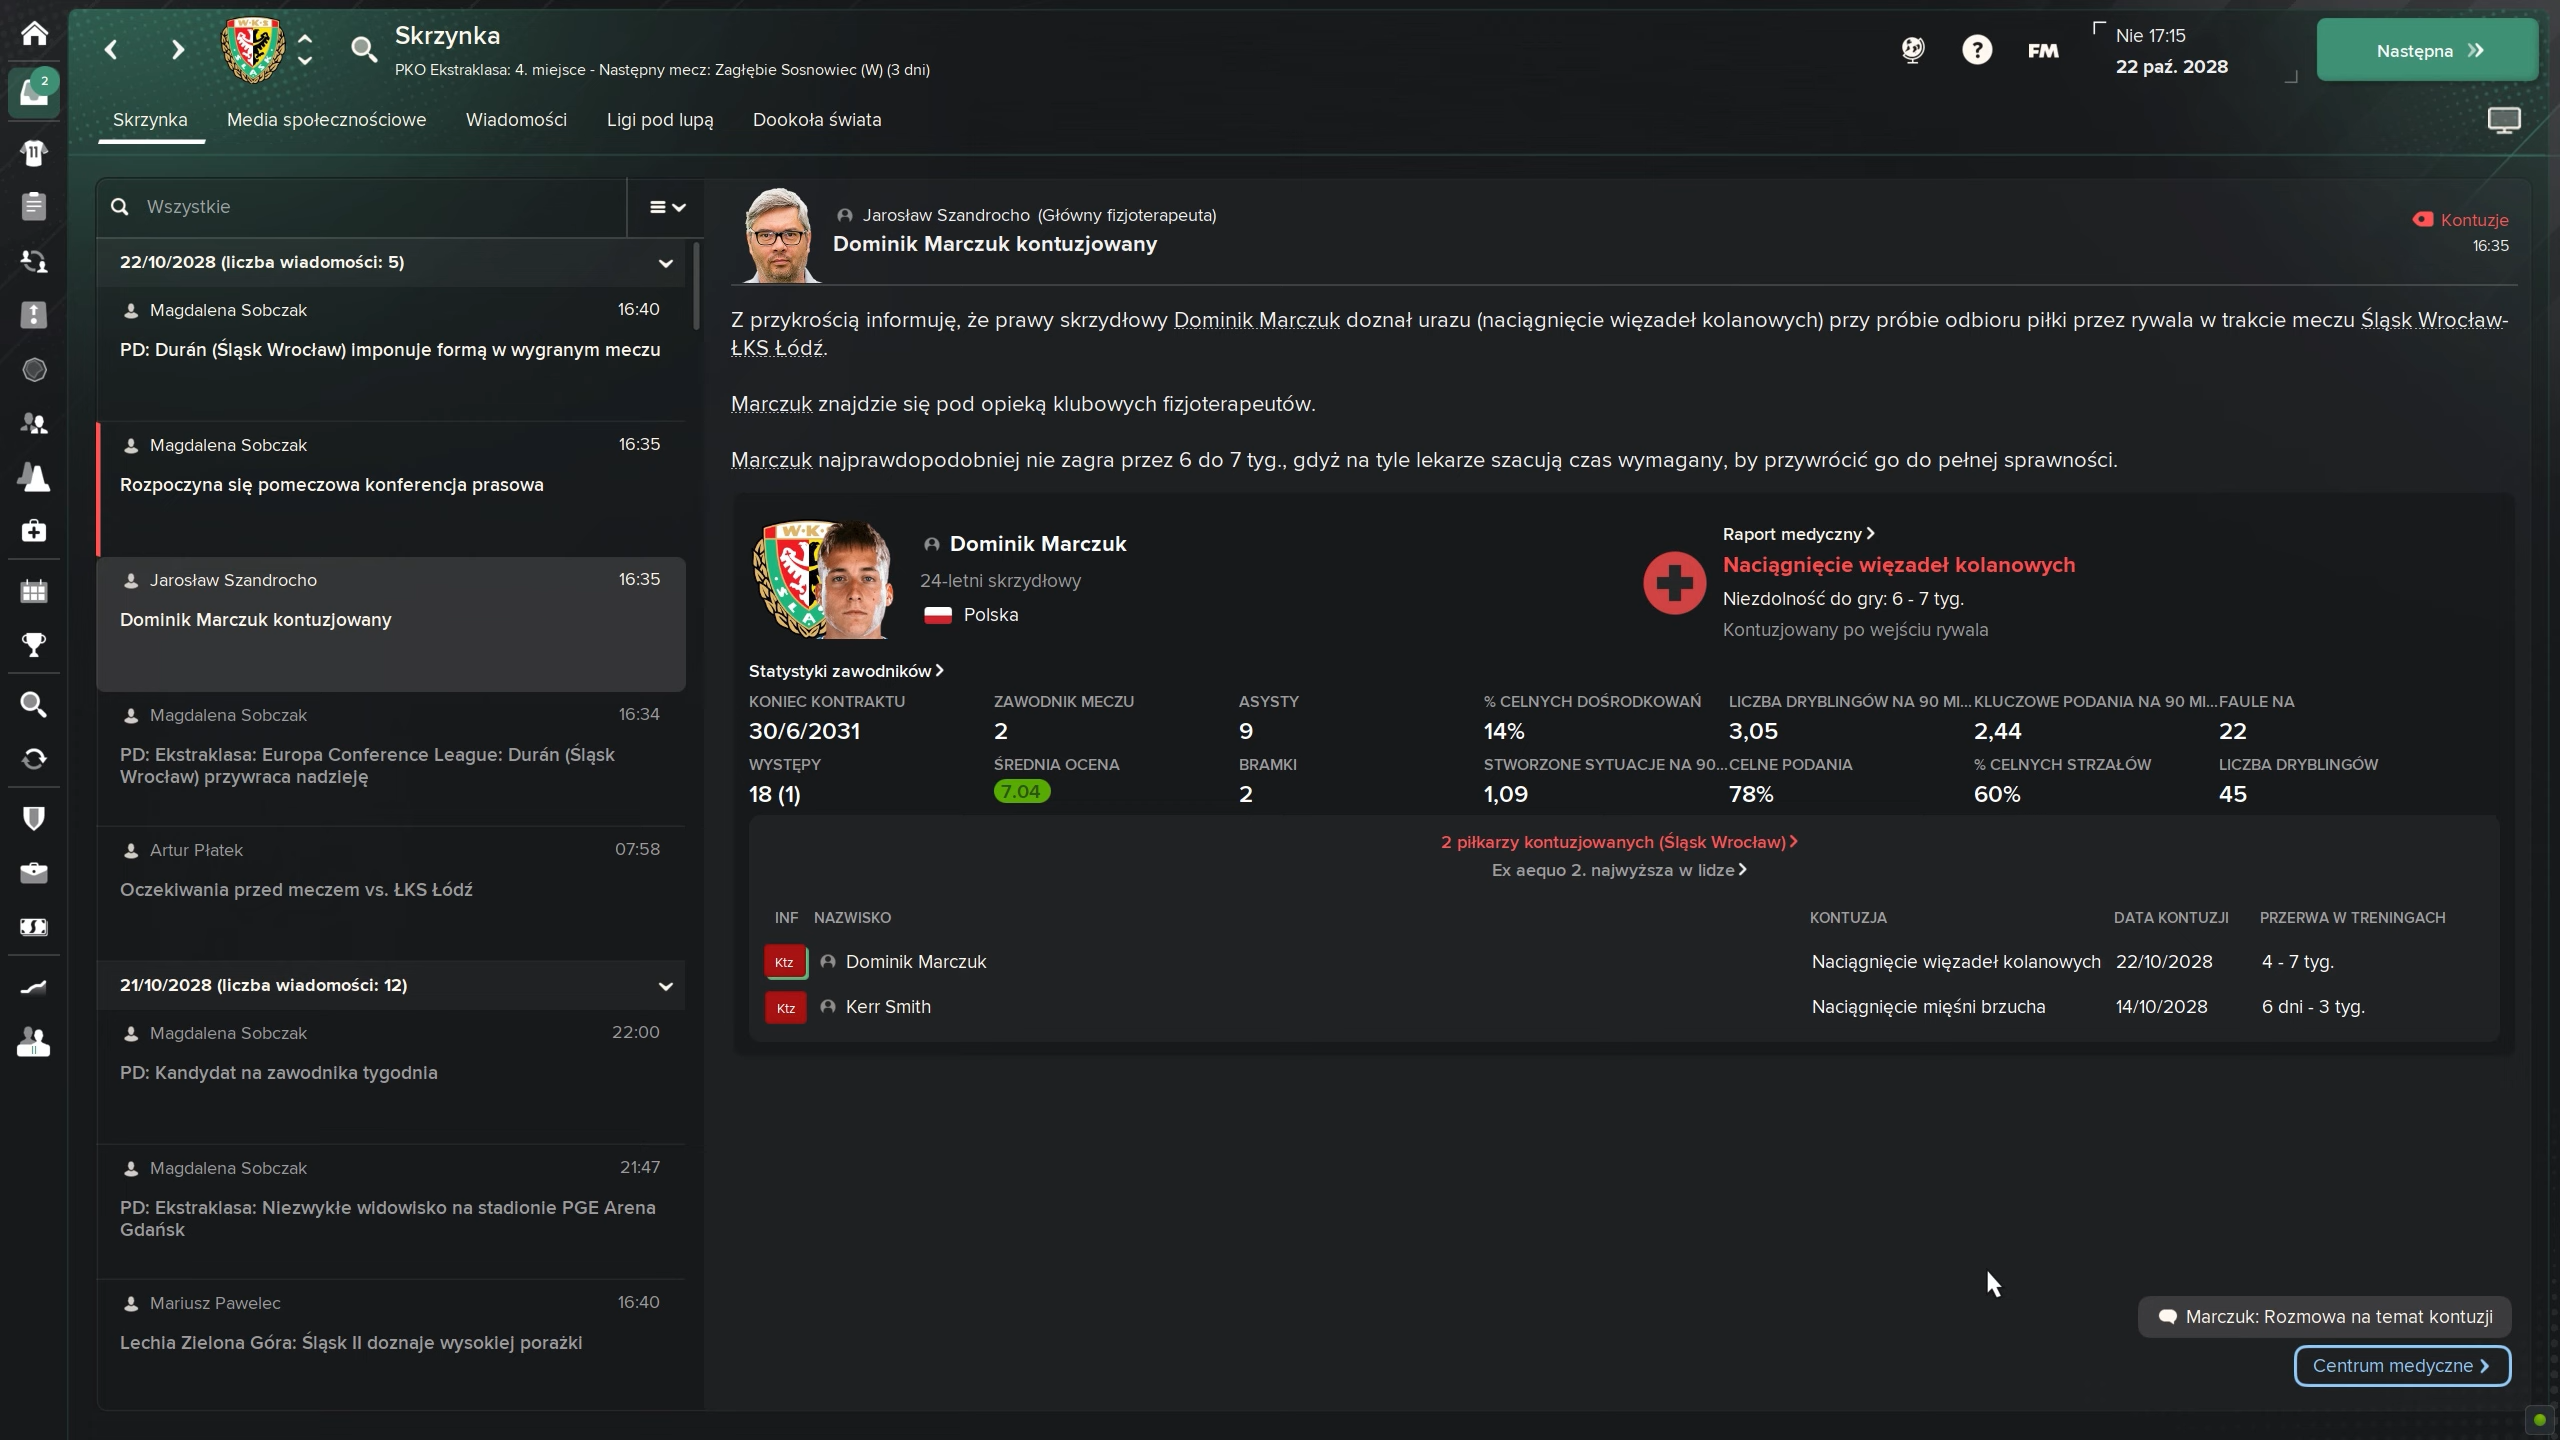 Skrzynka
PKO Ekstraklasa: 4. miejsce - Następny mecz: Zagłębie Sosnowiec (W) (3 dni)
FM
Nie 17:15
22 paź. 2028
Następna
2
Skrzynka
Media społecznościowe
Wiadomości
Ligi pod lupą
Dookoła świata
Wszystkie
22/10/2028 (liczba wiadomości: 5)
Magdalena Sobczak
16:40
PD: Durán (Śląsk Wrocław) imponuje formą w wygranym meczu
Magdalena Sobczak
16:35
Rozpoczyna się pomeczowa konferencja prasowa
Jarosław Szandrocho
16:35
Dominik Marczuk kontuzjowany
Magdalena Sobczak
16:34
PD: Ekstraklasa: Europa Conference League: Durán (Śląsk
Wrocław) przywraca nadzieję
Artur Płatek
07:58
Oczekiwania przed meczem vs. ŁKS Łódź
21/10/2028 (liczba wiadomości: 12)
Magdalena Sobczak
22:00
PD: Kandydat na zawodnika tygodnia
Magdalena Sobczak
21:47
PD: Ekstraklasa: Niezwykłe widowisko na stadionie PGE Arena
Gdańsk
Mariusz Pawelec
16:40
Lechia Zielona Góra: Śląsk II doznaje wysokiej porażki
Jarosław Szandrocho (Główny fizjoterapeuta)
Dominik Marczuk kontuzjowany
Kontuzje
16:35
Z przykrością informuję, że prawy skrzydłowy Dominik Marczuk doznał urazu (naciągnięcie więzadeł kolanowych) przy próbie odbioru piłki przez rywala w trakcie meczu Śląsk Wrocław-
ŁKS Łódź.
Marczuk znajdzie się pod opieką klubowych fizjoterapeutów.
Marczuk najprawdopodobniej nie zagra przez 6 do 7 tyg., gdyż na tyle lekarze szacują czas wymagany, by przywrócić go do pełnej sprawności.
Dominik Marczuk
24-letni skrzydłowy
Polska
Raport medyczny
Naciągnięcie więzadeł kolanowych
Niezdolność do gry: 6 - 7 tyg.
Kontuzjowany po wejściu rywala
Statystyki zawodników
KONIEC KONTRAKTU ZAWODNIK MECZU ASYSTY % CELNYCH DOŚRODKOWAŃ LICZBA DRYBLINGÓW NA 90 MI... KLUCZOWE PODANIA NA 90 MI... FAULE NA
30/6/2031 2 9 14% 3,05 2,44 22
WYSTĘPY ŚREDNIA OCENA BRAMKI STWORZONE SYTUACJE NA 90... CELNE PODANIA % CELNYCH STRZAŁÓW LICZBA DRYBLINGÓW
18 (1) 7.04 2 1,09 78% 60% 45
2 piłkarzy kontuzjowanych (Śląsk Wrocław)
Ex aequo 2. najwyższa w lidze
INF NAZWISKO KONTUZJA DATA KONTUZJI PRZERWA W TRENINGACH
Ktz Dominik Marczuk Naciągnięcie więzadeł kolanowych 22/10/2028 4 - 7 tyg.
Ktz Kerr Smith Naciągnięcie mięśni brzucha 14/10/2028 6 dni - 3 tyg.
Marczuk: Rozmowa na temat kontuzji
Centrum medyczne